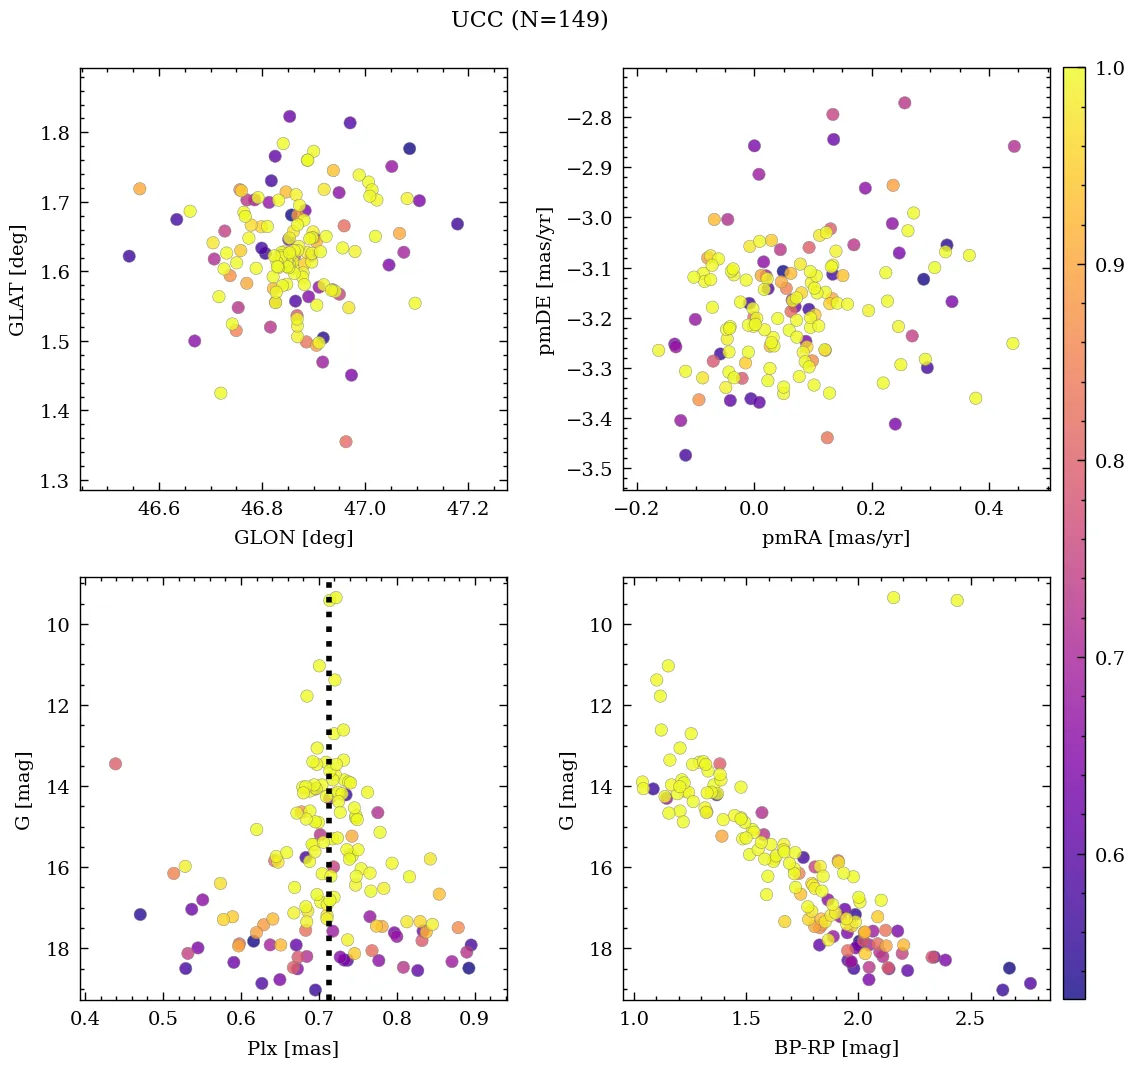 UCC (N=149)
1.8
1.7
1.6
1.5
1.4
1.3
GLAT [deg]
46.6 46.8 47.0 47.2
GLON [deg]
−2.8
−2.9
−3.0
−3.1
−3.2
−3.3
−3.4
−3.5
pmDE [mas/yr]
−0.2 0.0 0.2 0.4
pmRA [mas/yr]
1.0
0.9
0.8
0.7
0.6
10
12
14
16
18
G [mag]
0.4 0.5 0.6 0.7 0.8 0.9
Plx [mas]
10
12
14
16
18
G [mag]
1.0 1.5 2.0 2.5
BP-RP [mag]